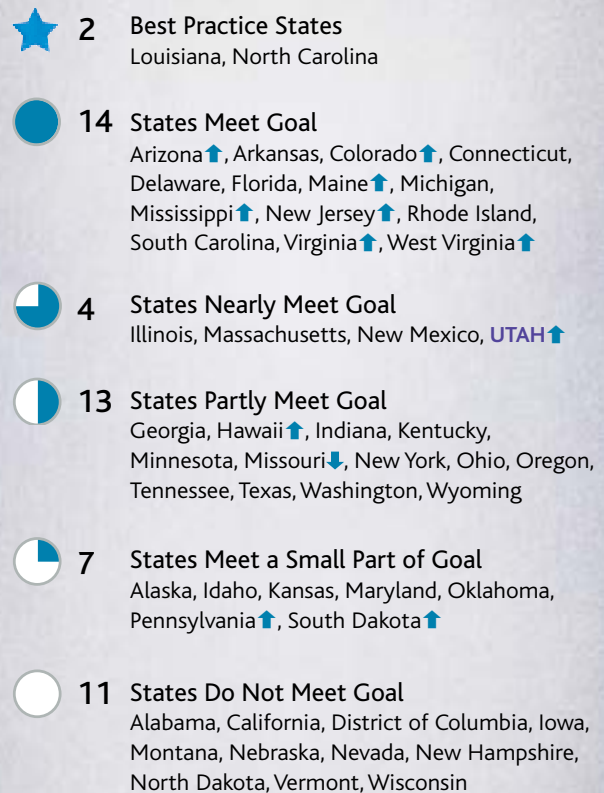 2 Best Practice States
Louisiana, North Carolina
14 States Meet Goal
Arizona⬆, Arkansas, Colorado⬆, Connecticut,
Delaware, Florida, Maine⬆, Michigan,
Mississippi⬆, New Jersey⬆, Rhode Island,
South Carolina, Virginia⬆, West Virginia⬆
4 States Nearly Meet Goal
Illinois, Massachusetts, New Mexico, UTAH⬆
13 States Partly Meet Goal
Georgia, Hawaii⬆, Indiana, Kentucky,
Minnesota, Missouri⬇, New York, Ohio, Oregon,
Tennessee, Texas, Washington, Wyoming
7 States Meet a Small Part of Goal
Alaska, Idaho, Kansas, Maryland, Oklahoma,
Pennsylvania⬆, South Dakota⬆
11 States Do Not Meet Goal
Alabama, California, District of Columbia, Iowa,
Montana, Nebraska, Nevada, New Hampshire,
North Dakota, Vermont, Wisconsin